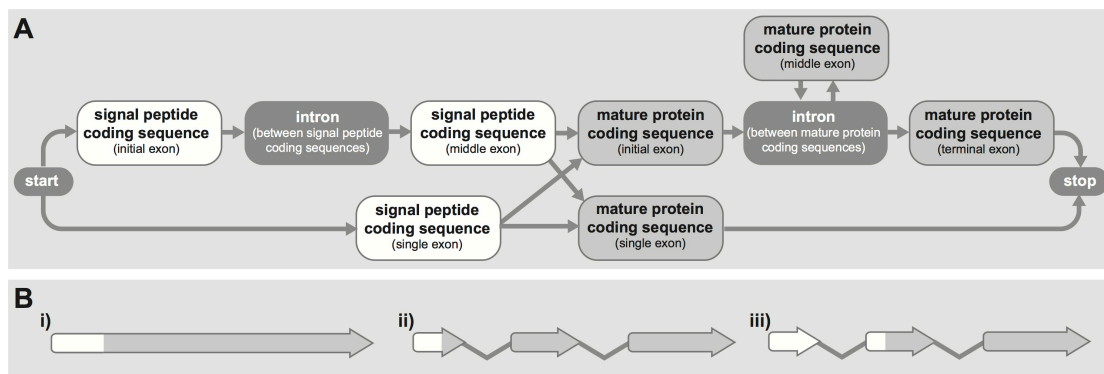 A
mature protein
coding sequence
(middle exon)
signal peptide
coding sequence
(initial exon)
intron
(between signal peptide
coding sequences)
signal peptide
coding sequence
(middle exon)
mature protein
coding sequence
(initial exon)
intron
(between mature protein
coding sequences)
mature protein
coding sequence
(terminal exon)
start
stop
signal peptide
coding sequence
(single exon)
mature protein
coding sequence
(single exon)
B
i)
ii)
iii)